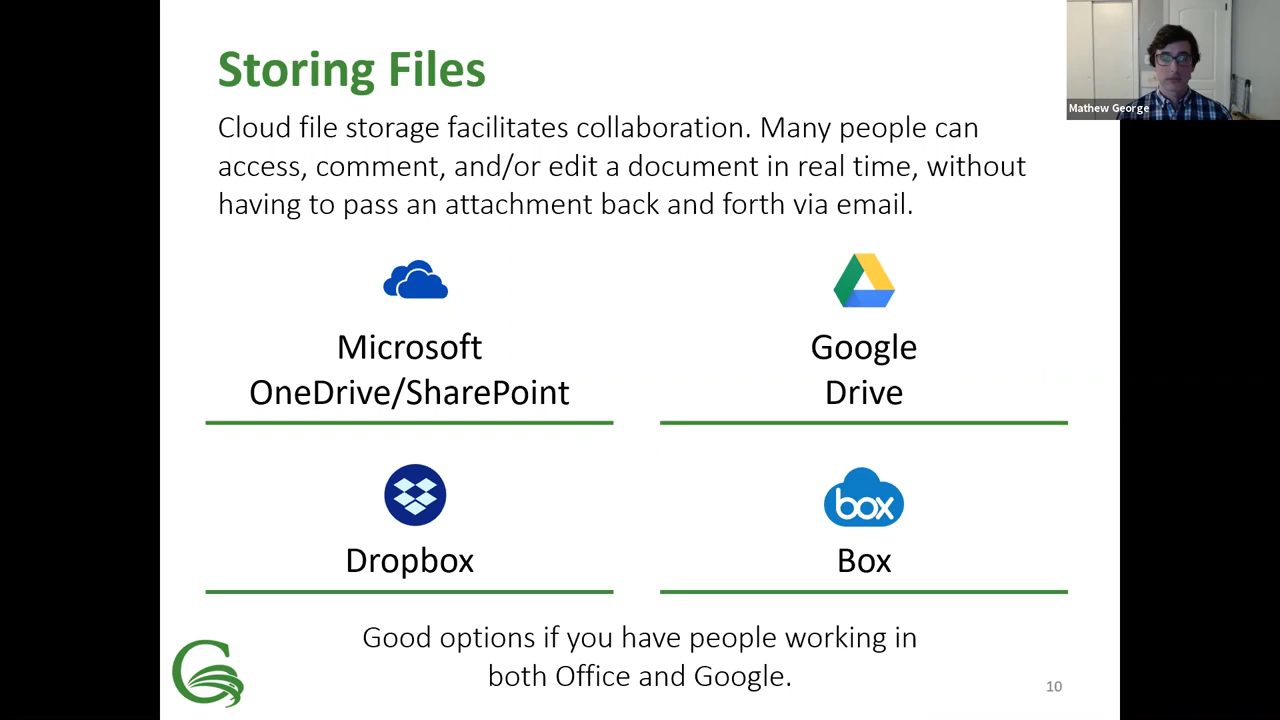 Storing Files
Mathew George
Cloud file storage facilitates collaboration. Many people can
access, comment, and/or edit a document in real time, without
having to pass an attachment back and forth via email.
Microsoft
OneDrive/SharePoint
Google
Drive
box
Dropbox
Box
Good options if you have people working in
both Office and Google.
10